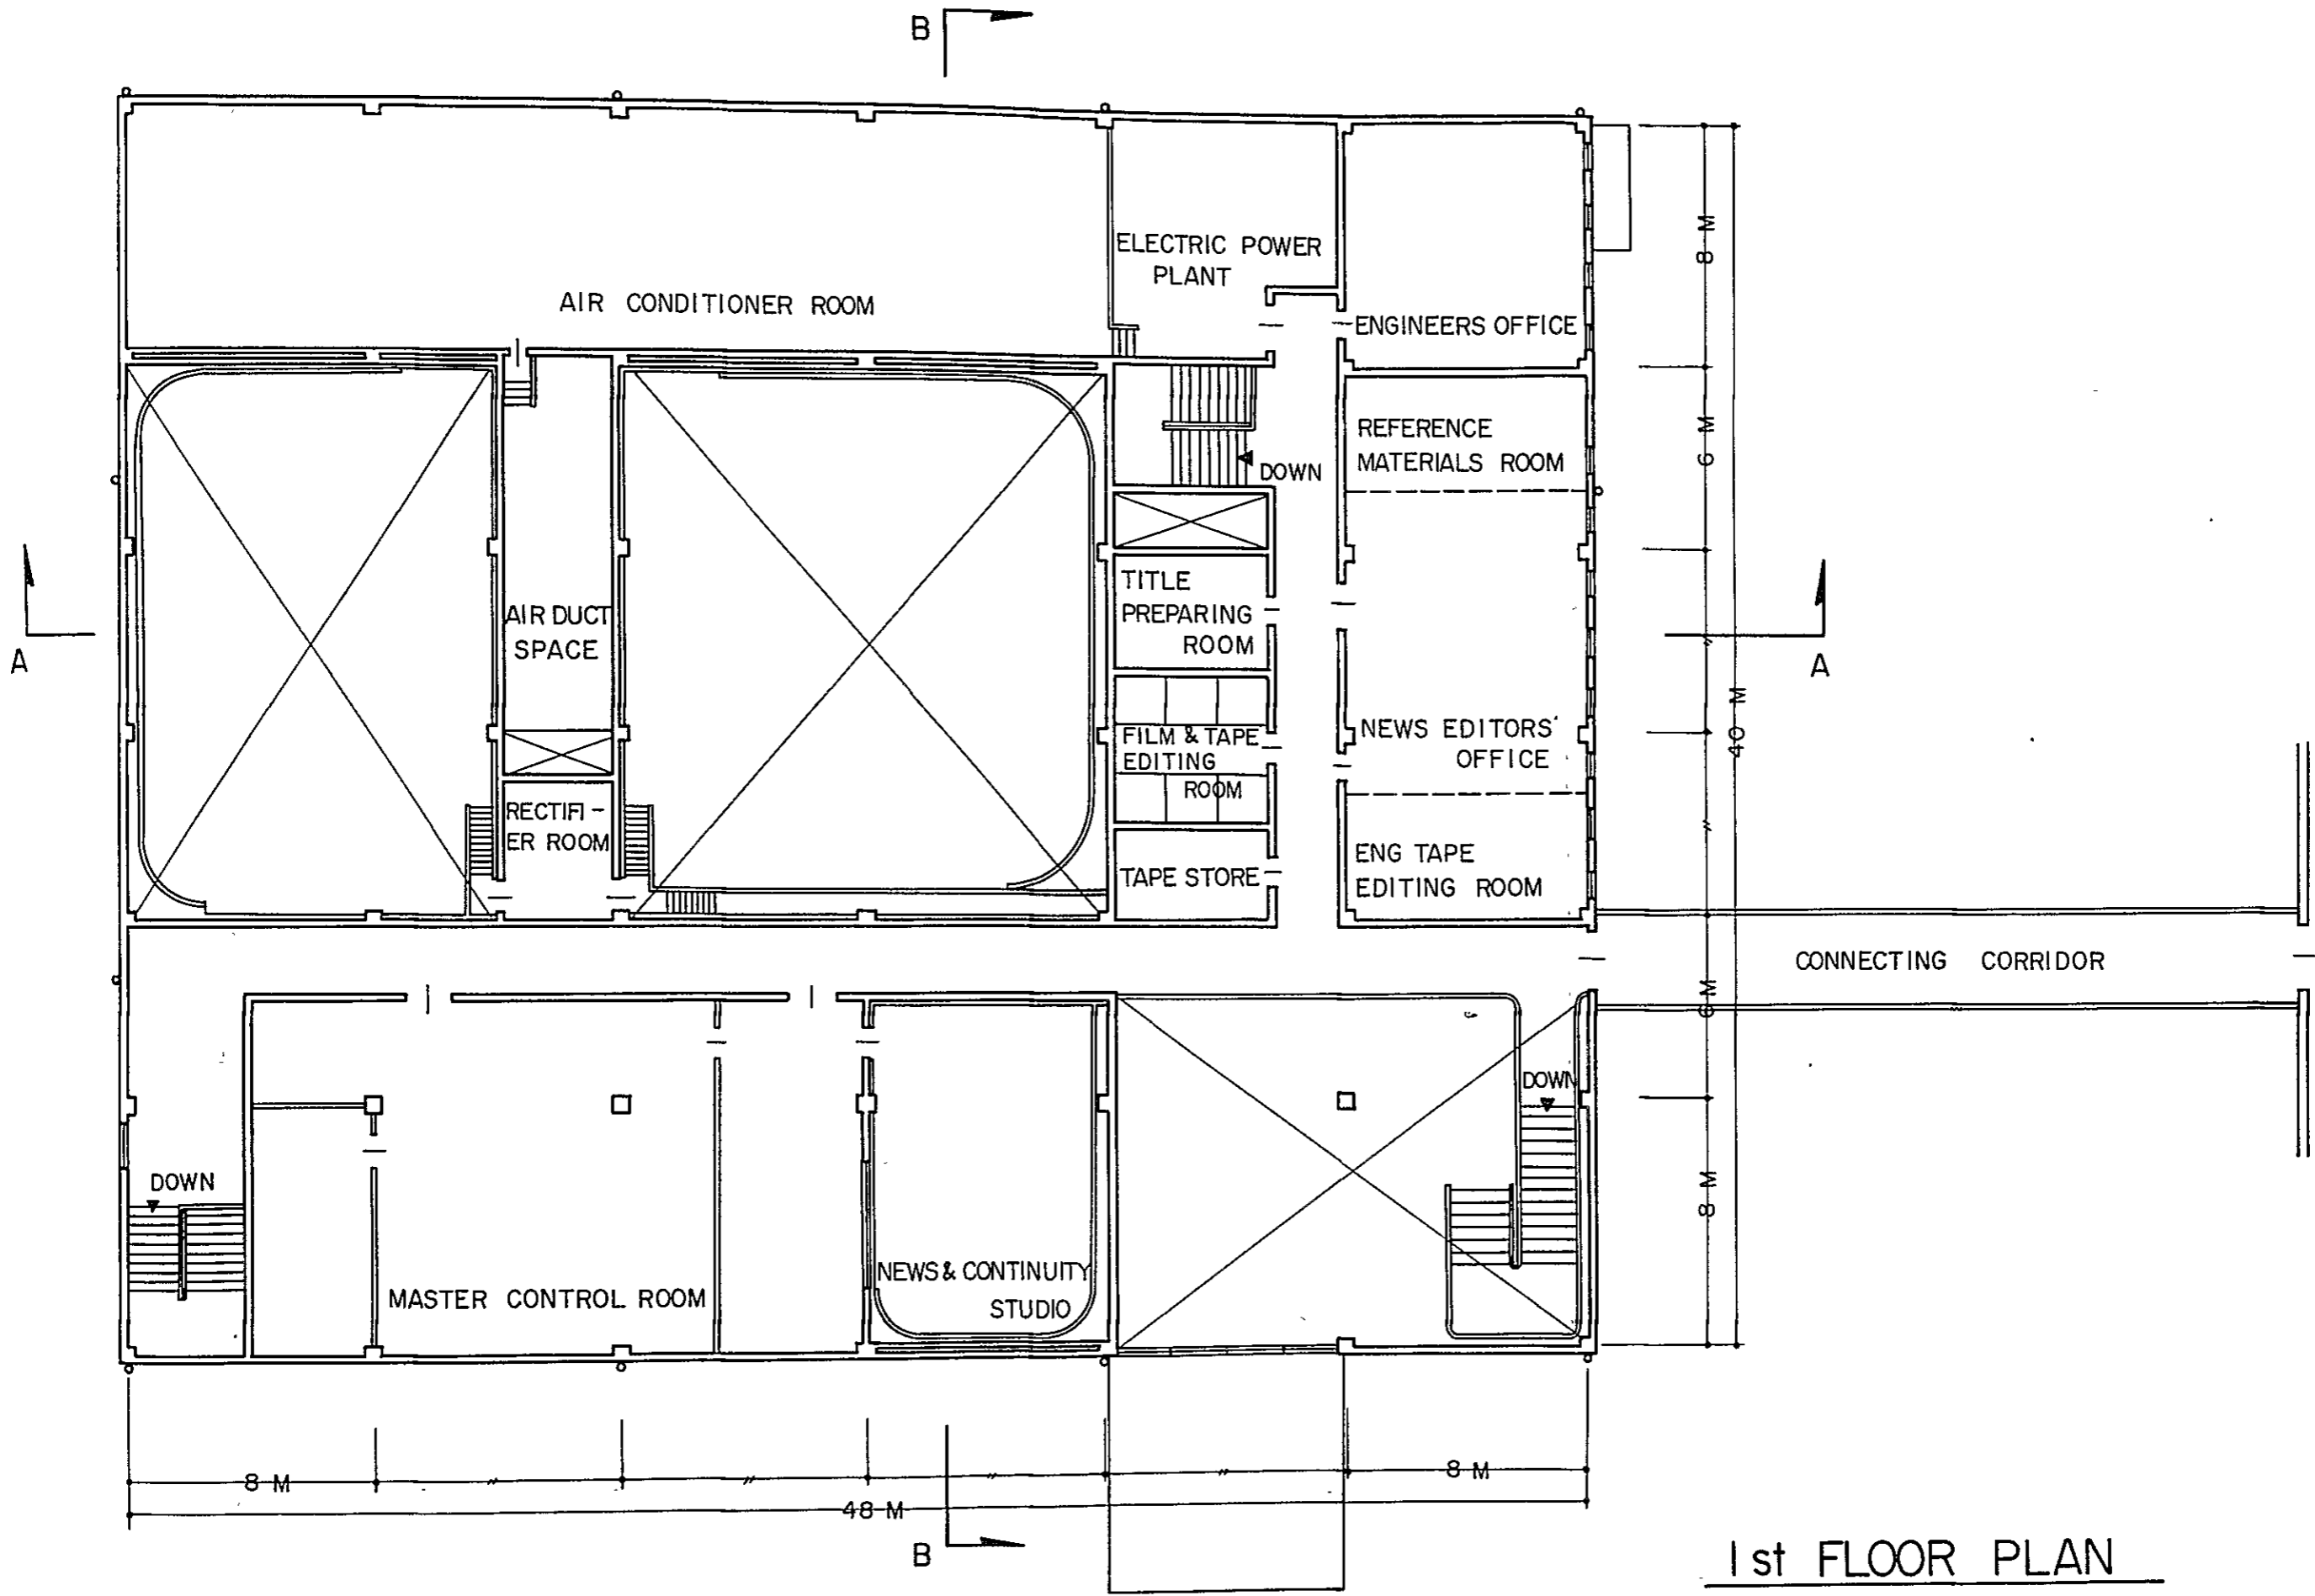 B
ELECTRIC POWER
PLANT
AIR CONDITIONER ROOM
ENGINEERS OFFICE
8 M
REFERENCE
MATERIALS ROOM
6 M
DOWN
TITLE
PREPARING
ROOM
AIR DUCT
SPACE
A
A
40 M
NEWS EDITORS'
OFFICE
FILM & TAPE
EDITING
ROOM
RECTIFI-
ER ROOM
TAPE STORE
ENG TAPE
EDITING ROOM
CONNECTING CORRIDOR
6 M
DOWN
DOWN
8 M
MASTER CONTROL ROOM
NEWS & CONTINUITY
STUDIO
8 M
〃
〃
〃
〃
8 M
48 M
B
1st FLOOR PLAN